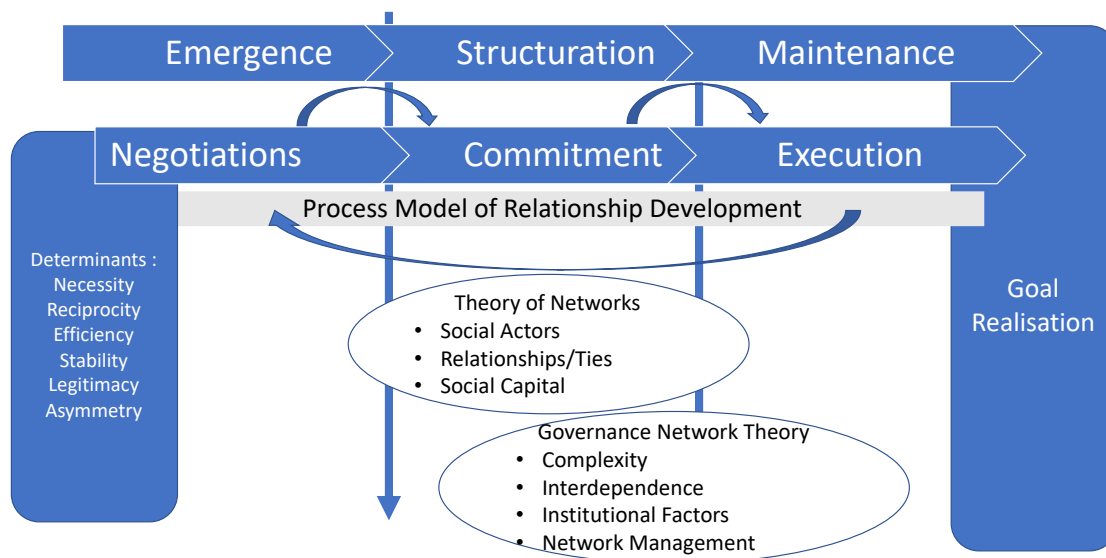 Emergence
Structuration
Maintenance
Negotiations
Commitment
Execution
Process Model of Relationship Development
Determinants :
Necessity
Reciprocity
Efficiency
Stability
Legitimacy
Asymmetry
Theory of Networks
• Social Actors
• Relationships/Ties
• Social Capital
Governance Network Theory
• Complexity
• Interdependence
• Institutional Factors
• Network Management
Goal
Realisation